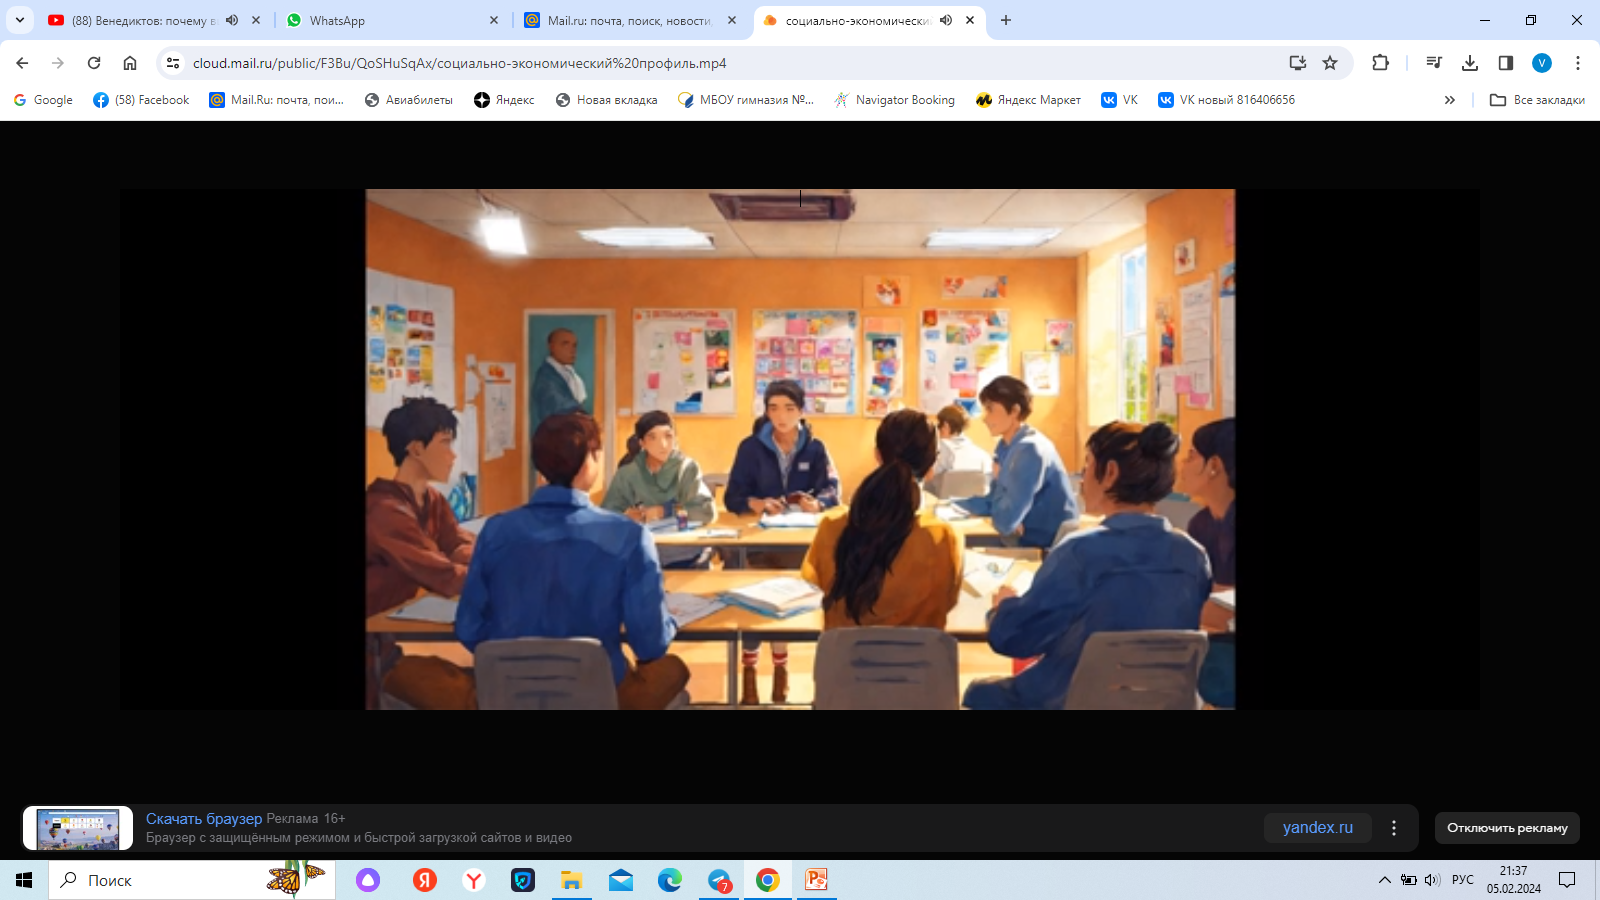 (88) Венедиктов: почему в
WhatsApp
Mail.ru: почта, поиск, новости,
социально-экономический
cloud.mail.ru/public/F3Bu/QoSHuSqAx/социально-экономический%20профиль.mp4
V
Google
(58) Facebook
Mail.Ru: почта, пои...
Авиабилеты
Яндекс
Новая вкладка
МБОУ гимназия №...
Navigator Booking
Яндекс Маркет
VK
VK новый 816406656
Все закладки
Скачать браузер Реклама 16+
Браузер с защищённым режимом и быстрой загрузкой сайтов и видео
yandex.ru
Отключить рекламу
Поиск
7
РУС
21:37
05.02.2024